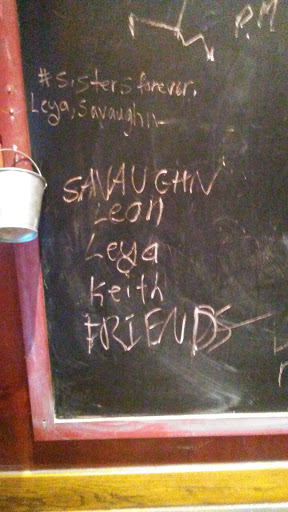 P.M
#sistersforever.
Leya, Savaughn
SAVAUGHN
Leon
Leya
Keith
FRIENDS